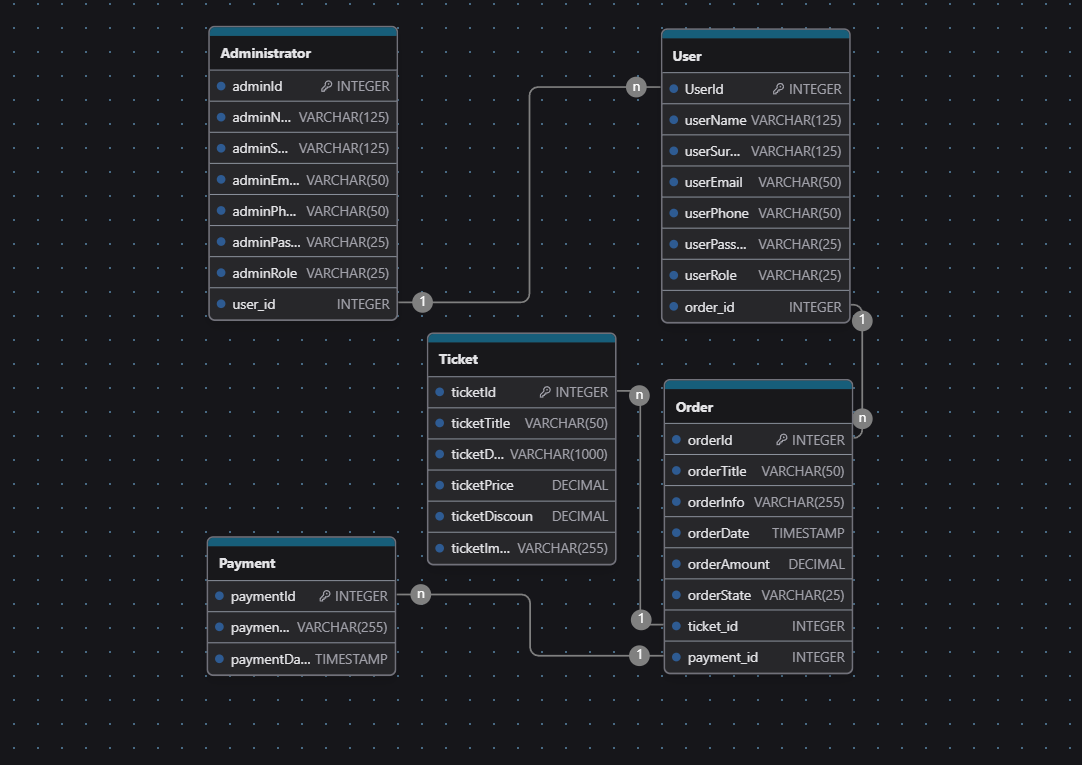 Administrator
adminId INTEGER
adminN... VARCHAR(125)
adminS... VARCHAR(125)
adminEm... VARCHAR(50)
adminPh... VARCHAR(50)
adminPas... VARCHAR(25)
adminRole VARCHAR(25)
user_id INTEGER
1
n
User
UserId INTEGER
userName VARCHAR(125)
userSur... VARCHAR(125)
userEmail VARCHAR(50)
userPhone VARCHAR(50)
userPass... VARCHAR(25)
userRole VARCHAR(25)
order_id INTEGER
1
n
Ticket
ticketId INTEGER
ticketTitle VARCHAR(50)
ticketD... VARCHAR(1000)
ticketPrice DECIMAL
ticketDiscoun DECIMAL
ticketIm... VARCHAR(255)
n
1
Order
orderId INTEGER
orderTitle VARCHAR(50)
orderInfo VARCHAR(255)
orderDate TIMESTAMP
orderAmount DECIMAL
orderState VARCHAR(25)
ticket_id INTEGER
payment_id INTEGER
Payment
paymentId INTEGER
paymen... VARCHAR(255)
paymentDa... TIMESTAMP
n
1